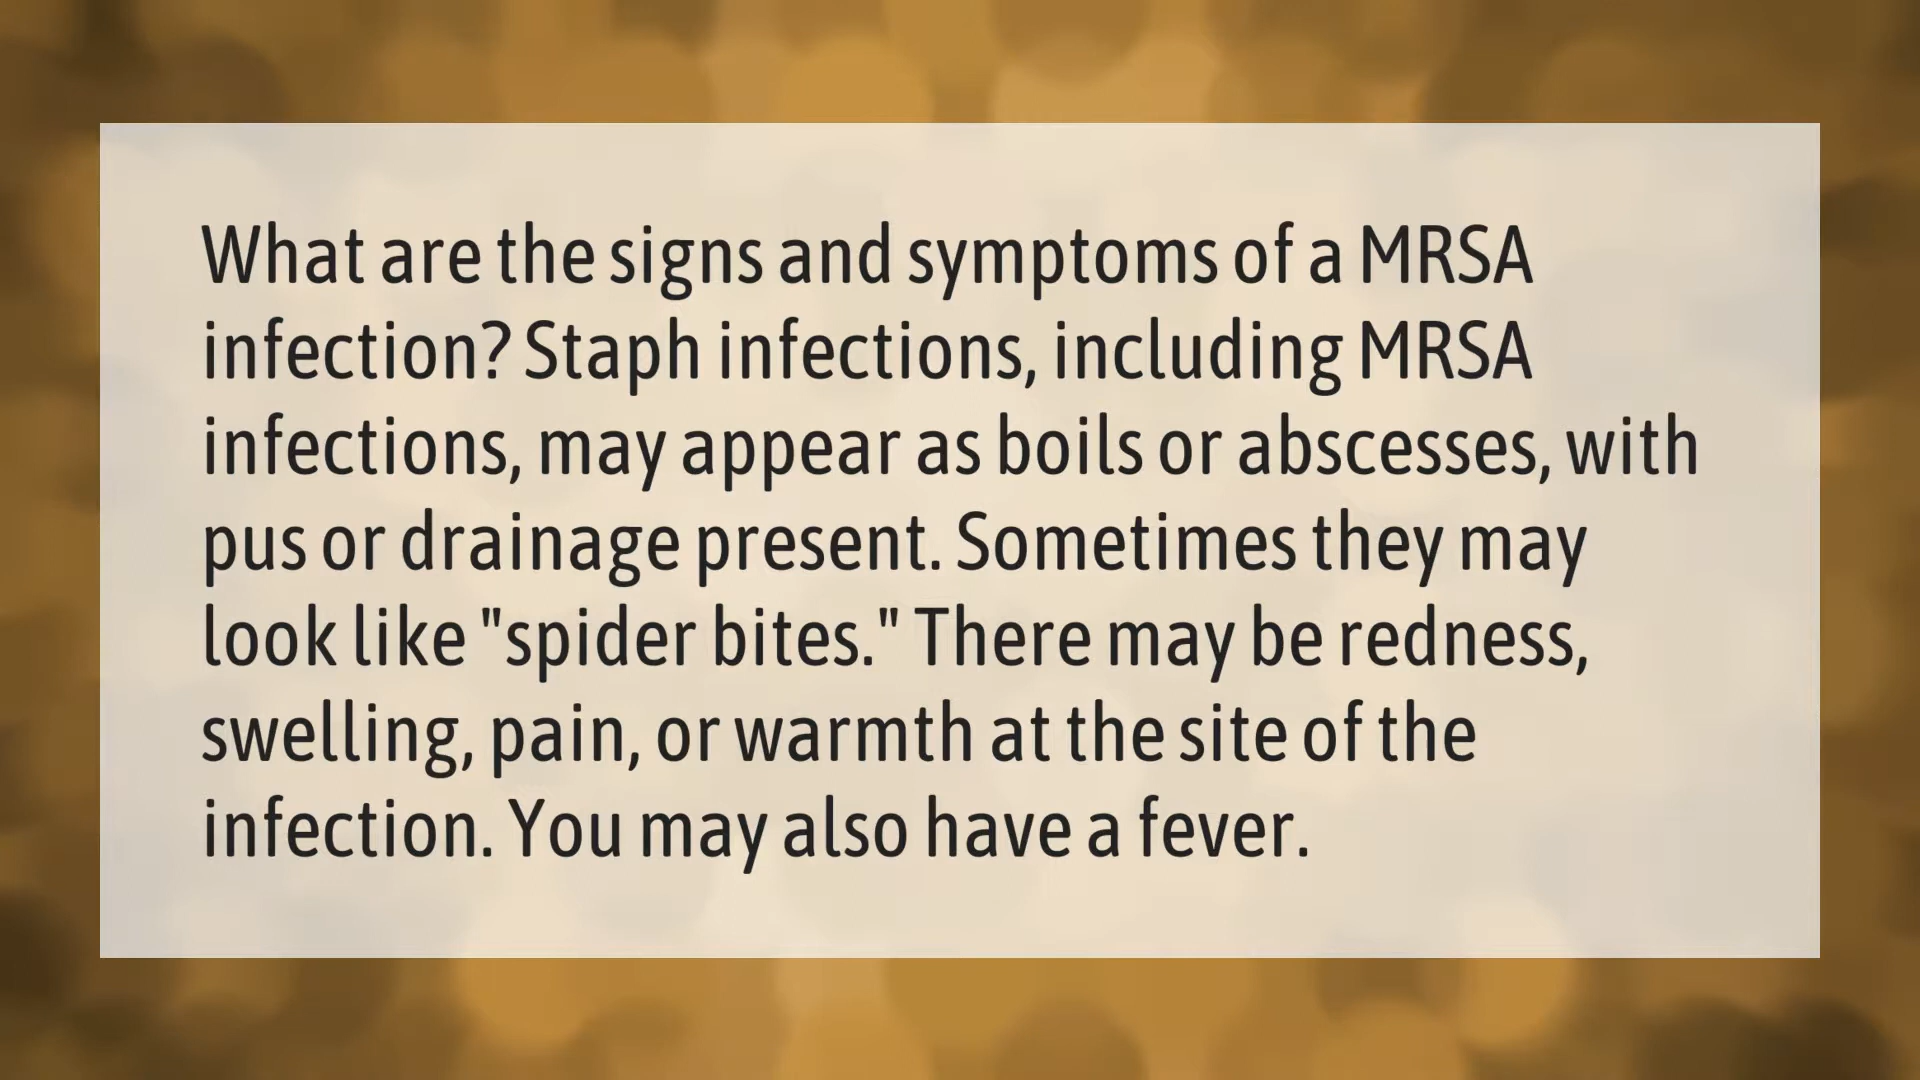 What are the signs and symptoms of a MRSA
infection? Staph infections, including MRSA
infections, may appear as boils or abscesses, with
pus or drainage present. Sometimes they may
look like "spider bites." There may be redness,
swelling, pain, or warmth at the site of the
infection. You may also have a fever.